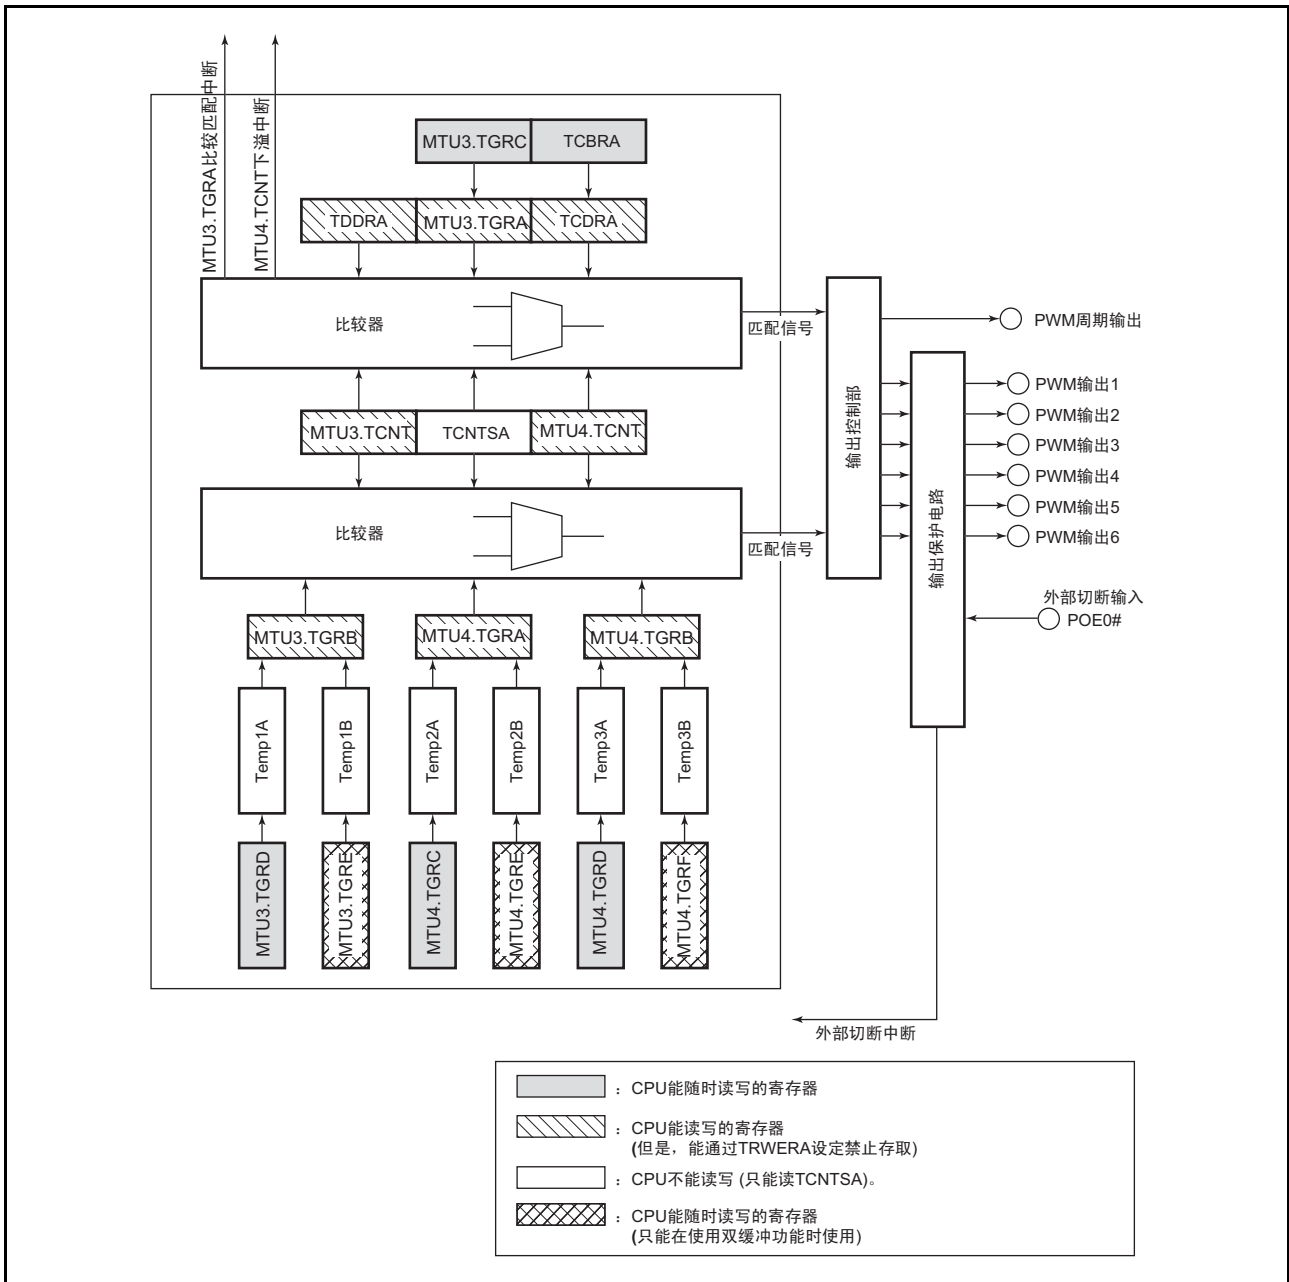 MTU3.TGRA比较匹配中断
MTU4.TCNT下溢中断
MTU3.TGRC
TCBRA
TDDRA
MTU3.TGRA
TCDRA
比较器
匹配信号
PWM周期输出
MTU3.TCNT
TCNTSA
MTU4.TCNT
输出控制部
PWM输出1
PWM输出2
PWM输出3
PWM输出4
PWM输出5
PWM输出6
比较器
匹配信号
输出保护电路
外部切断输入
POE0#
MTU3.TGRB
MTU4.TGRA
MTU4.TGRB
Temp1A
Temp1B
Temp2A
Temp2B
Temp3A
Temp3B
MTU3.TGRD
MTU3.TGRE
MTU4.TGRC
MTU4.TGRE
MTU4.TGRD
MTU4.TGRF
外部切断中断
：CPU能随时读写的寄存器
：CPU能读写的寄存器
(但是，能通过TRWERA设定禁止存取)
：CPU不能读写 (只能读TCNTSA)。
：CPU能随时读写的寄存器
(只能在使用双缓冲功能时使用)